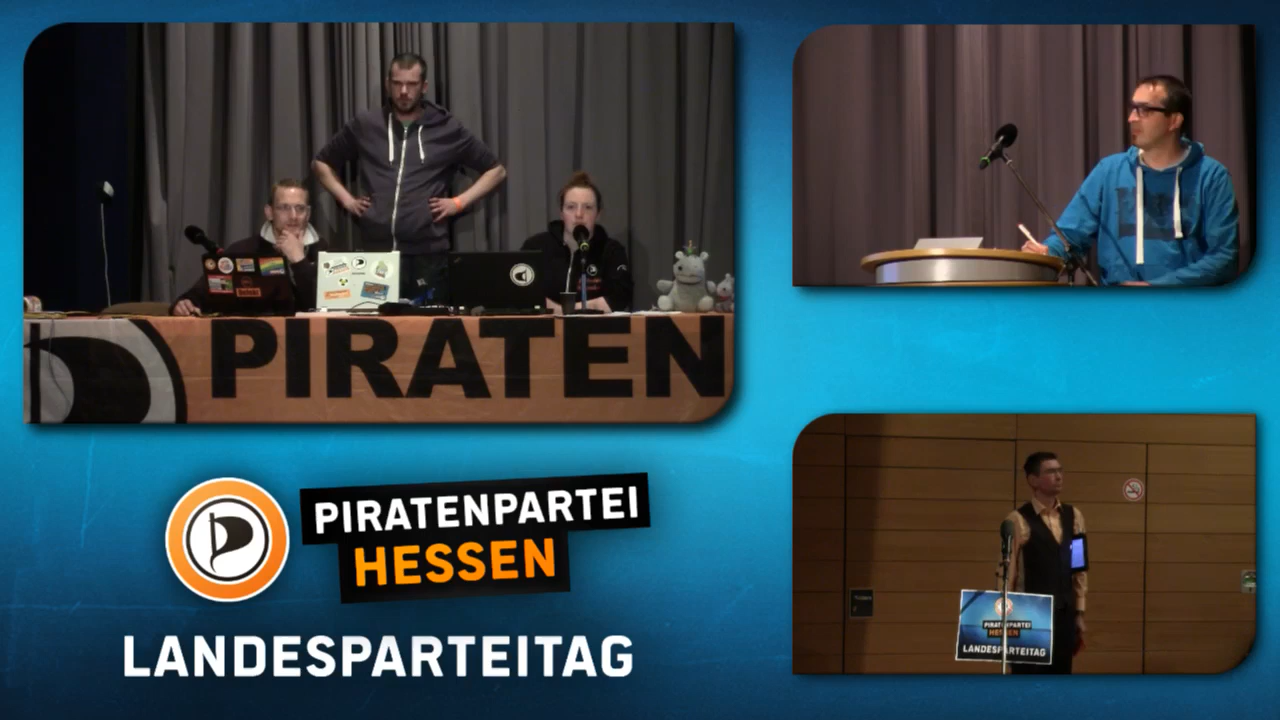 PIRATEN
PIRATENPARTEI
HESSEN
LANDESPARTEITAG
PIRATENPARTEI
HESSEN
LANDESPARTEITAG